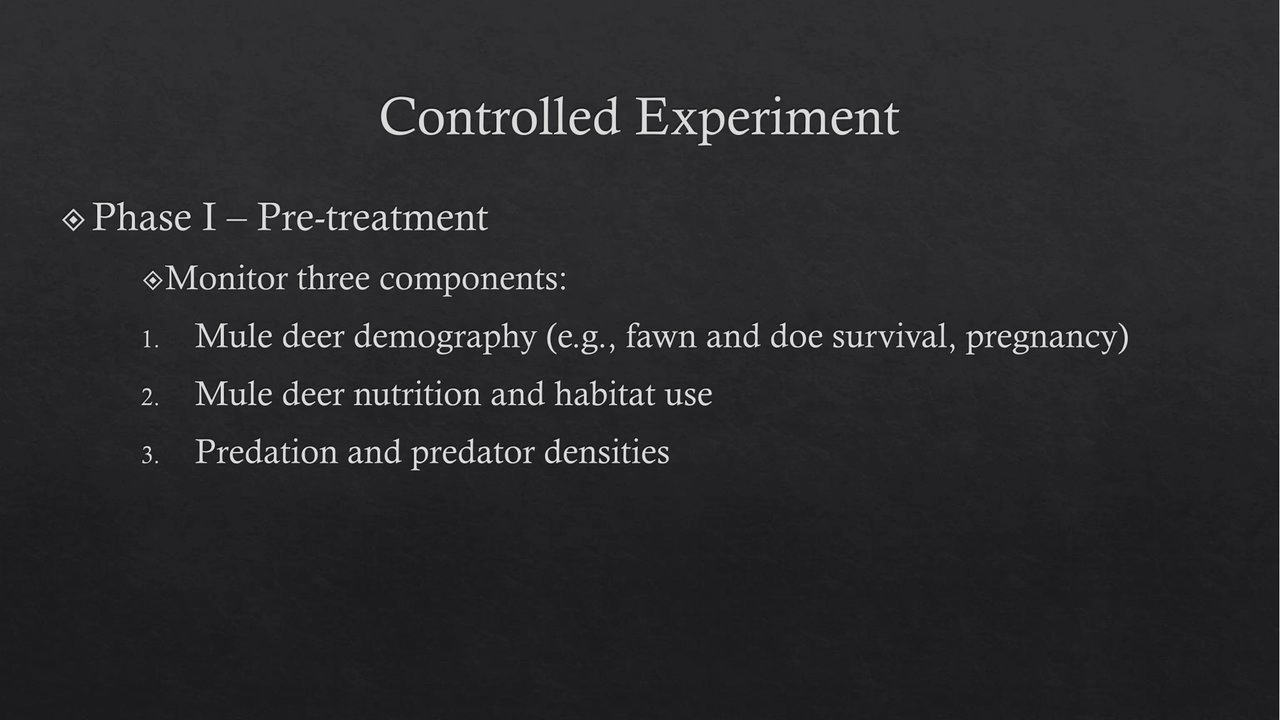 Controlled Experiment
Phase I – Pre-treatment
Monitor three components:
1. Mule deer demography (e.g., fawn and doe survival, pregnancy)
2. Mule deer nutrition and habitat use
3. Predation and predator densities